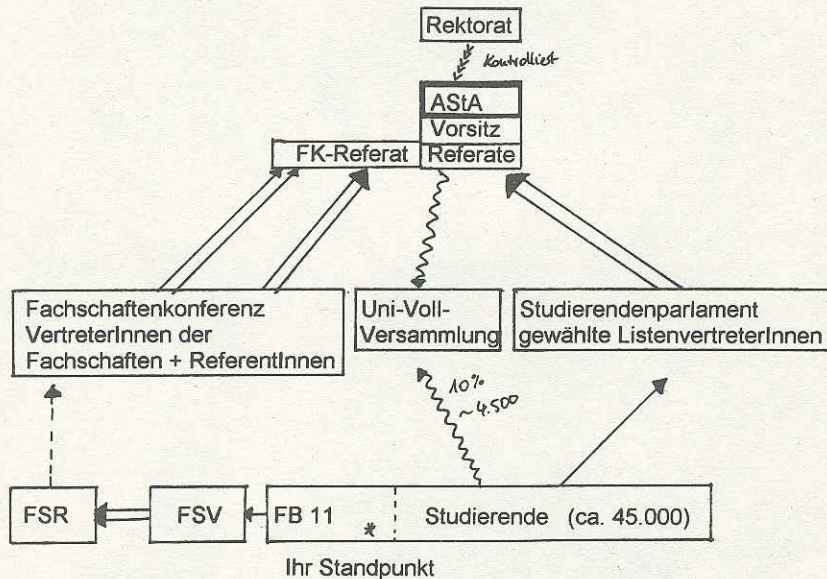 Rektorat
kontrolliert
AStA
Vorsitz
FK-Referat
Referate
Fachschaftenkonferenz
VertreterInnen der
Fachschaften + ReferentInnen
Uni-Voll-
Versammlung
Studierendenparlament
gewählte ListenvertreterInnen
10%
~4.500
FSR
FSV
FB 11 *
Studierende (ca. 45.000)
Ihr Standpunkt